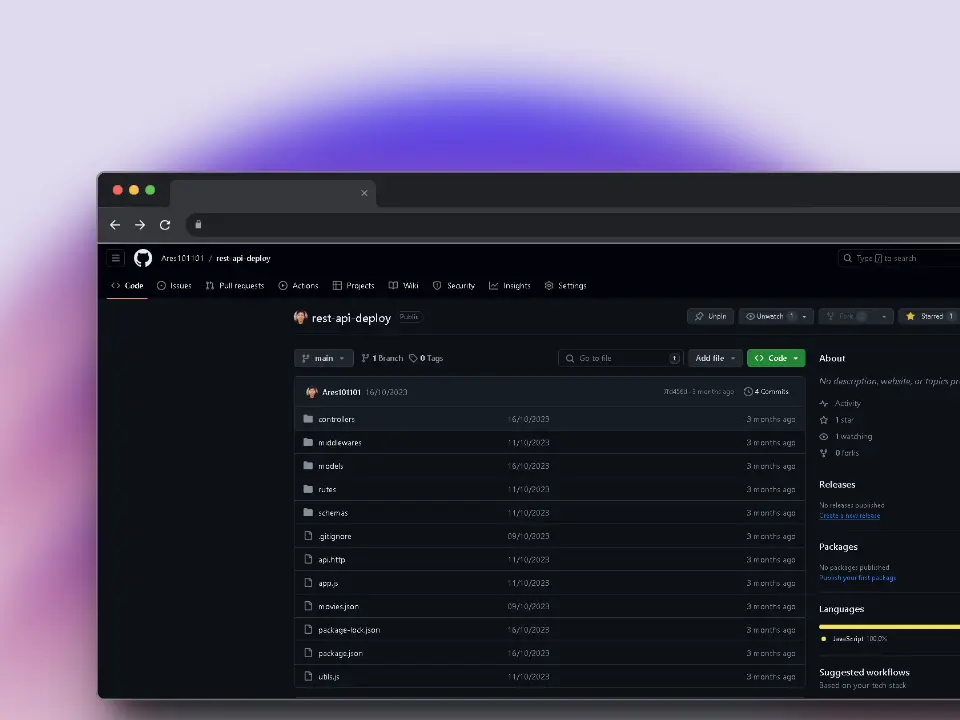 Ares101101 / rest-api-deploy
Type / to search
Code Issues Pull requests Actions Projects Wiki Security Insights Settings
rest-api-deploy Public
Unpin Unwatch 1 Fork Starred 1
main 1 Branch 0 Tags Go to file t Add file Code
Ares101101 16/10/2023 3 months ago 4 Commits
controllers 16/10/2023 3 months ago
middlewares 11/10/2023 3 months ago
models 16/10/2023 3 months ago
rutes 11/10/2023 3 months ago
schemas 11/10/2023 3 months ago
.gitignore 09/10/2023 3 months ago
api.http 11/10/2023 3 months ago
app.js 11/10/2023 3 months ago
movies.json 09/10/2023 3 months ago
package-lock.json 16/10/2023 3 months ago
package.json 16/10/2023 3 months ago
utils.js 11/10/2023 3 months ago
About
No description, website, or topics
Activity
1 star
1 watching
0 forks
Releases
No releases published
Create a new release
Packages
No packages published
Publish your first package
Languages
JavaScript 100.0%
Suggested workflows
Based on your tech stack